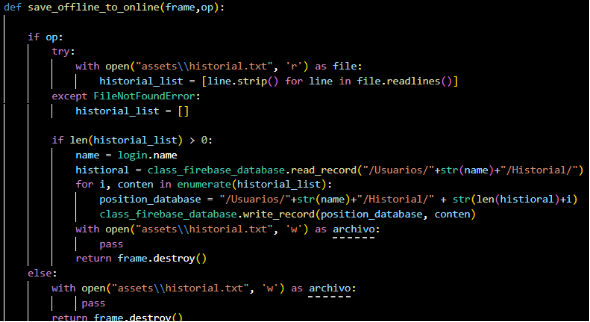 def save_offline_to_online(frame,op):
if op:
try:
with open("assets\\historial.txt", 'r') as file:
historial_list = [line.strip() for line in file.readlines()]
except FileNotFoundError:
historial_list = []
if len(historial_list) > 0:
name = login.name
histioral = class_firebase_database.read_record("/Usuarios/"+str(name)+"/Historial/")
for i, conten in enumerate(historial_list):
position_database = "/Usuarios/"+str(name)+"/Historial/" + str(len(histioral)+i)
class_firebase_database.write_record(position_database, conten)
with open("assets\\historial.txt", 'w') as archivo:
pass
return frame.destroy()
else:
with open("assets\\historial.txt", 'w') as archivo:
pass
return frame.destroy()